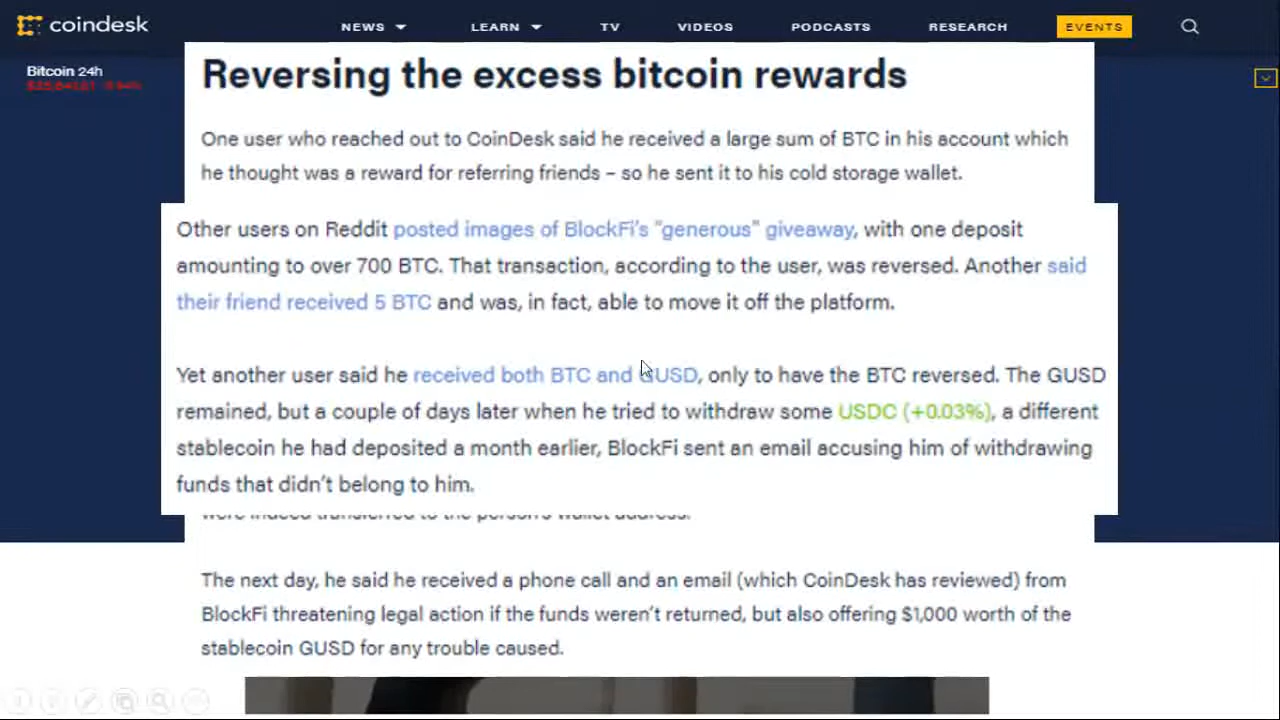 coindesk
NEWS LEARN TV VIDEOS PODCASTS RESEARCH EVENTS
Bitcoin 24h
Reversing the excess bitcoin rewards
One user who reached out to CoinDesk said he received a large sum of BTC in his account which
he thought was a reward for referring friends – so he sent it to his cold storage wallet.
Other users on Reddit posted images of BlockFi’s "generous" giveaway, with one deposit
amounting to over 700 BTC. That transaction, according to the user, was reversed. Another said
their friend received 5 BTC and was, in fact, able to move it off the platform.
Yet another user said he received both BTC and GUSD, only to have the BTC reversed. The GUSD
remained, but a couple of days later when he tried to withdraw some USDC (+0.03%), a different
stablecoin he had deposited a month earlier, BlockFi sent an email accusing him of withdrawing
funds that didn’t belong to him.
were indeed transferred to the person's wallet address.
The next day, he said he received a phone call and an email (which CoinDesk has reviewed) from
BlockFi threatening legal action if the funds weren’t returned, but also offering $1,000 worth of the
stablecoin GUSD for any trouble caused.